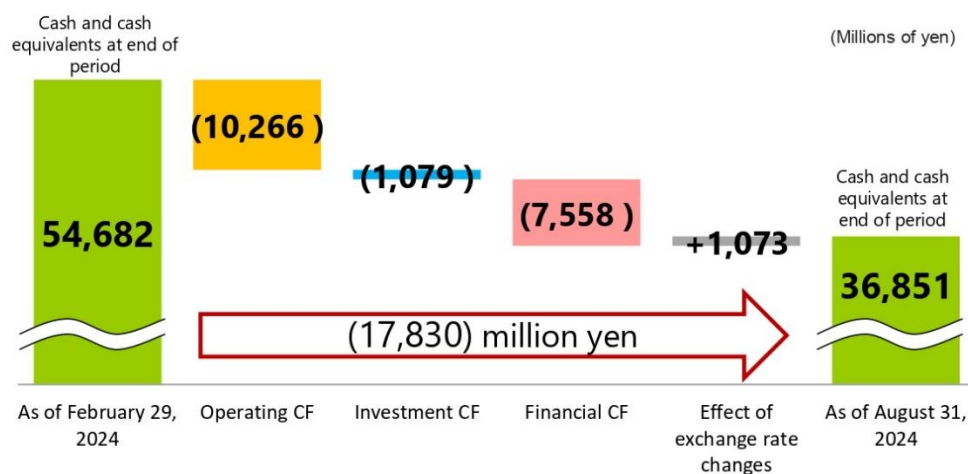 Cash and cash
equivalents at end of
period
(Millions of yen)
(10,266 )
(1,079 )
Cash and cash
equivalents at
end of period
(7,558 )
54,682
+1,073
36,851
(17,830) million yen
As of February 29,
2024
Operating CF
Investment CF
Financial CF
Effect of
exchange rate
changes
As of August 31,
2024